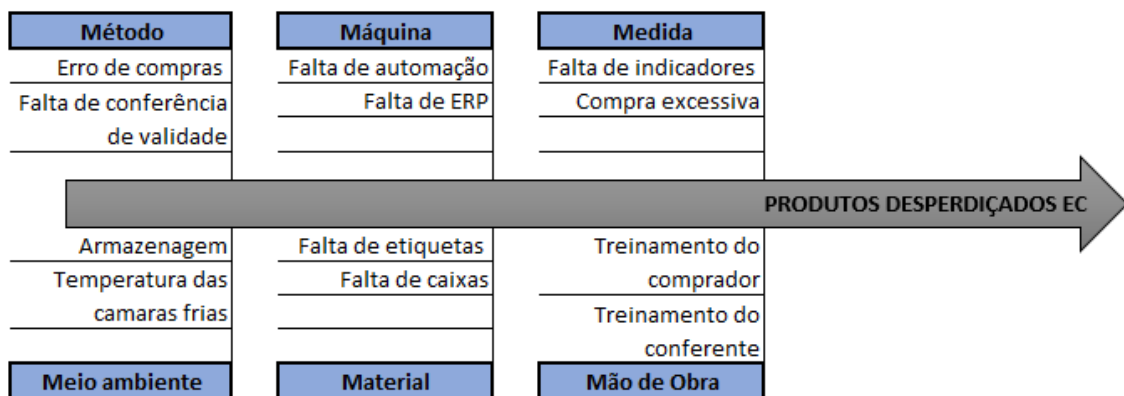 Método
Máquina
Medida
Erro de compras
Falta de automação
Falta de indicadores
Falta de conferência
de validade
Falta de ERP
Compra excessiva
PRODUTOS DESPERDIÇADOS EC
Armazenagem
Falta de etiquetas
Treinamento do
comprador
Temperatura das
camaras frias
Falta de caixas
Treinamento do
conferente
Meio ambiente
Material
Mão de Obra